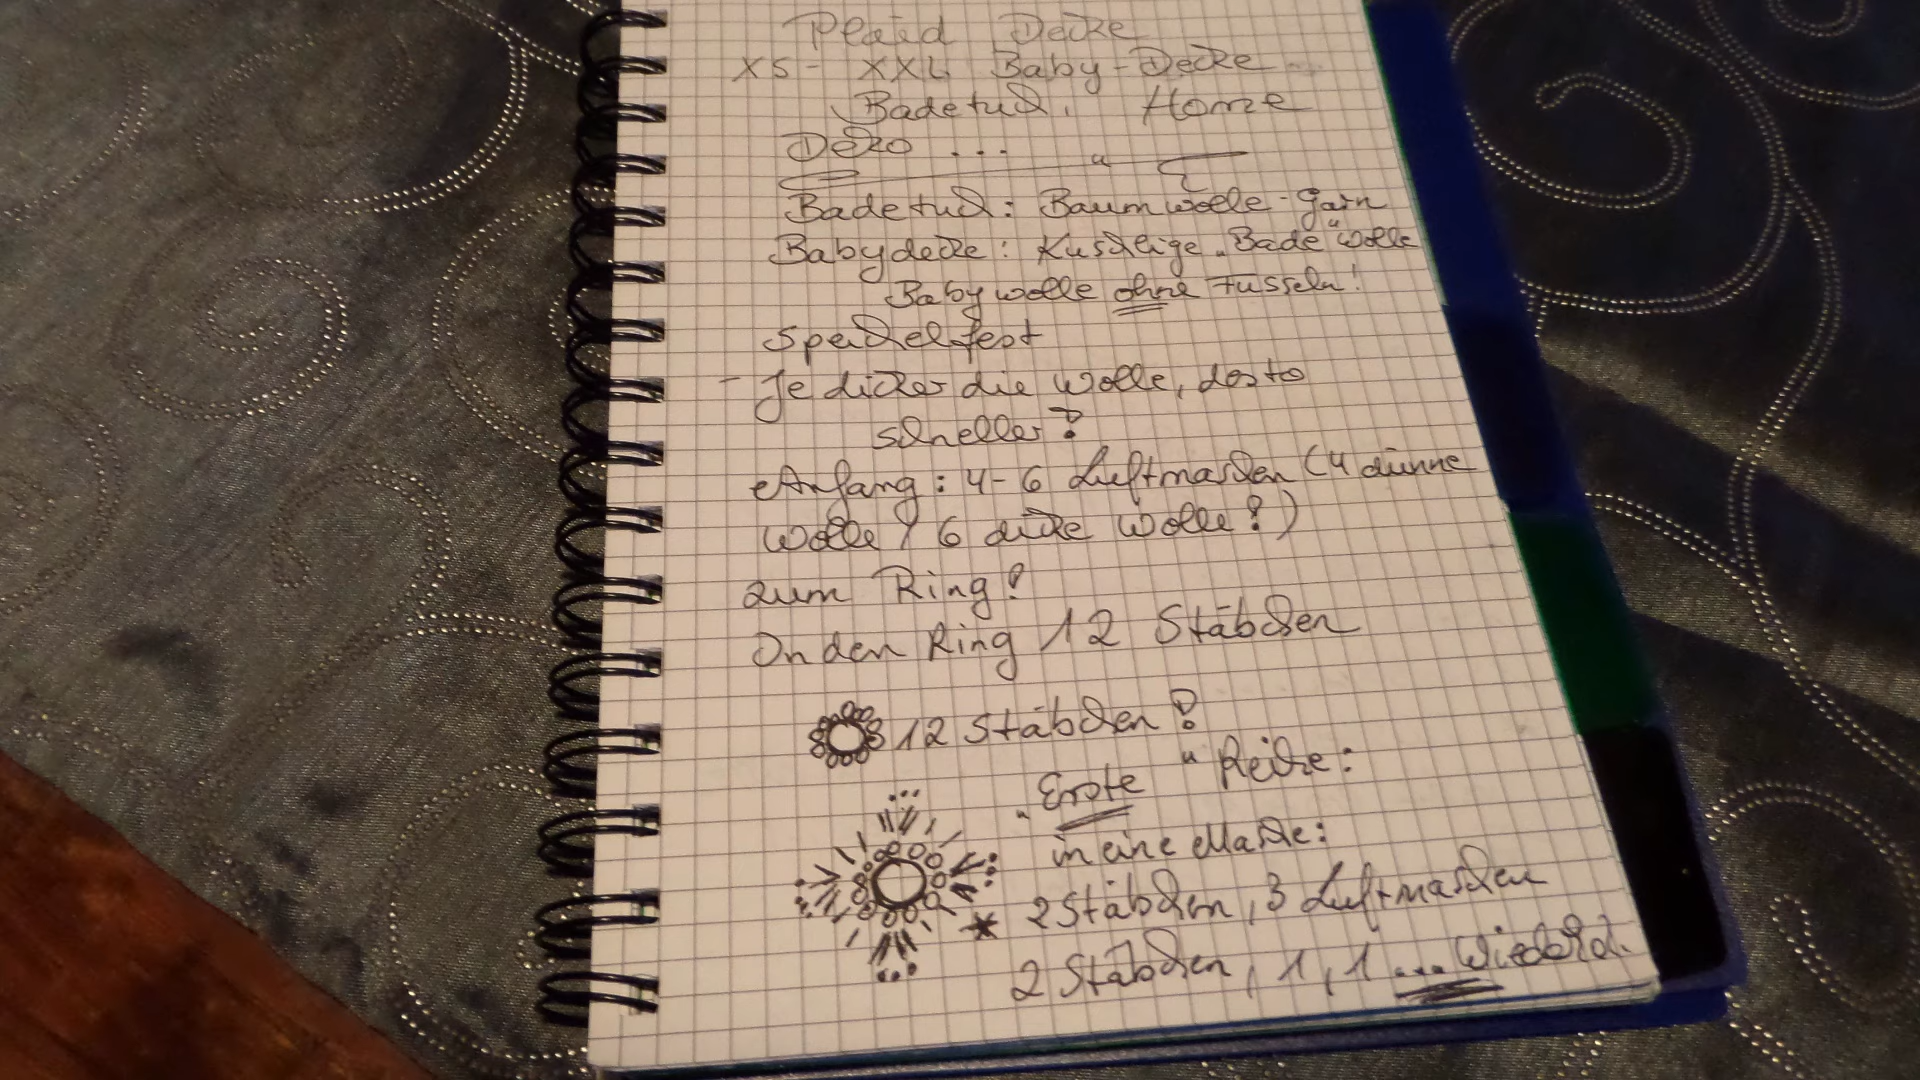 Plaid Decke
XS - XXL Baby-Decke
Badetuch. Home
Deko ...
Badetuch: Baumwolle-Garn
Babydecke: Kuschlige „Bade" wolle
Babywolle ohne Fusseln!
Speichelfest
- Je dicker die Wolle, desto
schneller!
Anfang: 4-6 Luftmaschen (4 dünne
Wolle / 6 dicke Wolle!)
zum Ring!
In den Ring 12 Stäbchen
12 Stäbchen!
„Erste" Reihe:
in eine Masche:
* 2 Stäbchen, 3 Luftmaschen
2 Stäbchen, 1, 1 ...